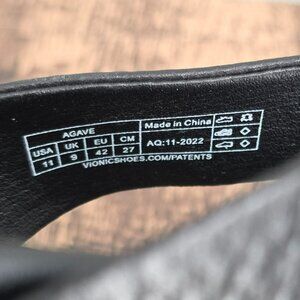 AGAVE
USA UK EU CM
11 9 42 27
Made in China
AQ:11-2022
VIONICSHOES.COM/PATENTS